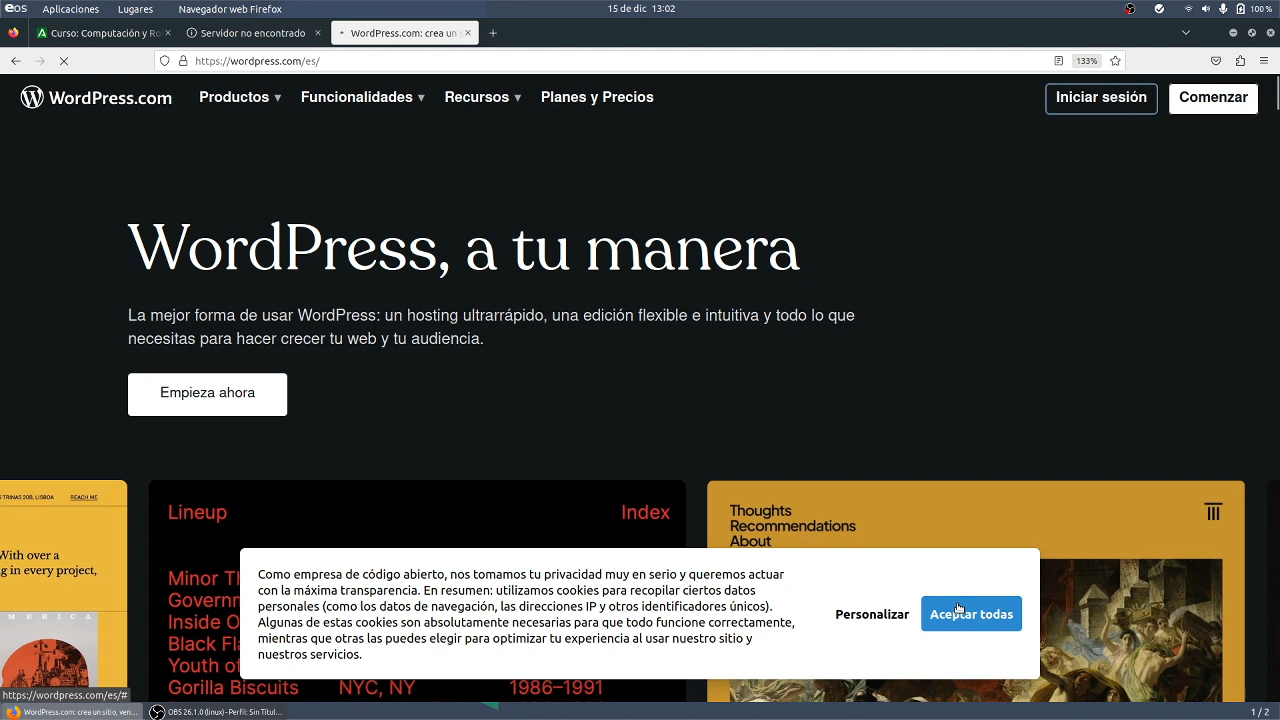 eos Aplicaciones Lugares Navegador web Firefox 15 de dic 13:02 100 %
Curso: Computación y Ro
Servidor no encontrado
WordPress.com: crea un s
https://wordpress.com/es/ 133%
WordPress.com Productos Funcionalidades Recursos Planes y Precios Iniciar sesión Comenzar
WordPress, a tu manera
La mejor forma de usar WordPress: un hosting ultrarrápido, una edición flexible e intuitiva y todo lo que
necesitas para hacer crecer tu web y tu audiencia.
Empieza ahora
TRINAS 20B, LISBOA REACH ME
With over a
g in every project,
M E R I C A
Lineup Index
Minor Th
Governm
Inside O
Black Fla
Youth of
Gorilla Biscuits NYC, NY 1986–1991
Thoughts
Recommendations
About
Como empresa de código abierto, nos tomamos tu privacidad muy en serio y queremos actuar
con la máxima transparencia. En resumen: utilizamos cookies para recopilar ciertos datos
personales (como los datos de navegación, las direcciones IP y otros identificadores únicos).
Algunas de estas cookies son absolutamente necesarias para que todo funcione correctamente,
mientras que otras las puedes elegir para optimizar tu experiencia al usar nuestro sitio y
nuestros servicios.
Personalizar Aceptar todas
https://wordpress.com/es/#
WordPress.com: crea un sitio, ven... OBS 26.1.0 (linux) - Perfil: Sin Títul... 1 / 2